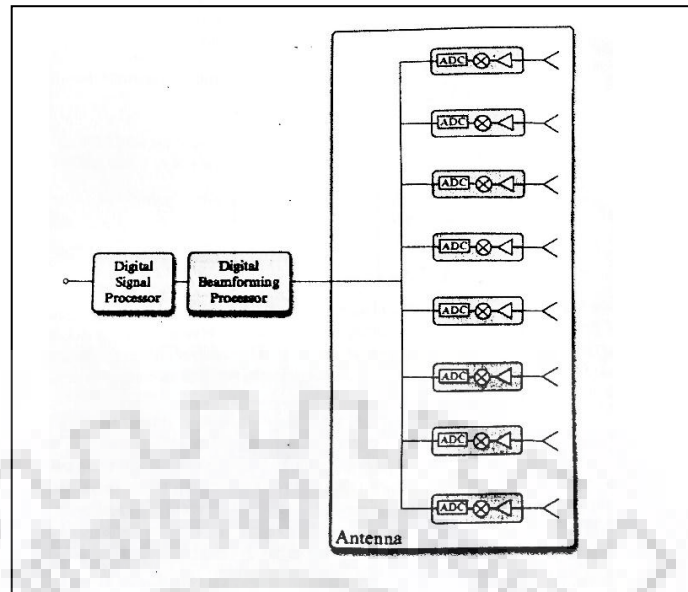 ADC
ADC
ADC
ADC
Digital
Signal
Processor
Digital
Beamforming
Processor
ADC
ADC
ADC
ADC
Antenna